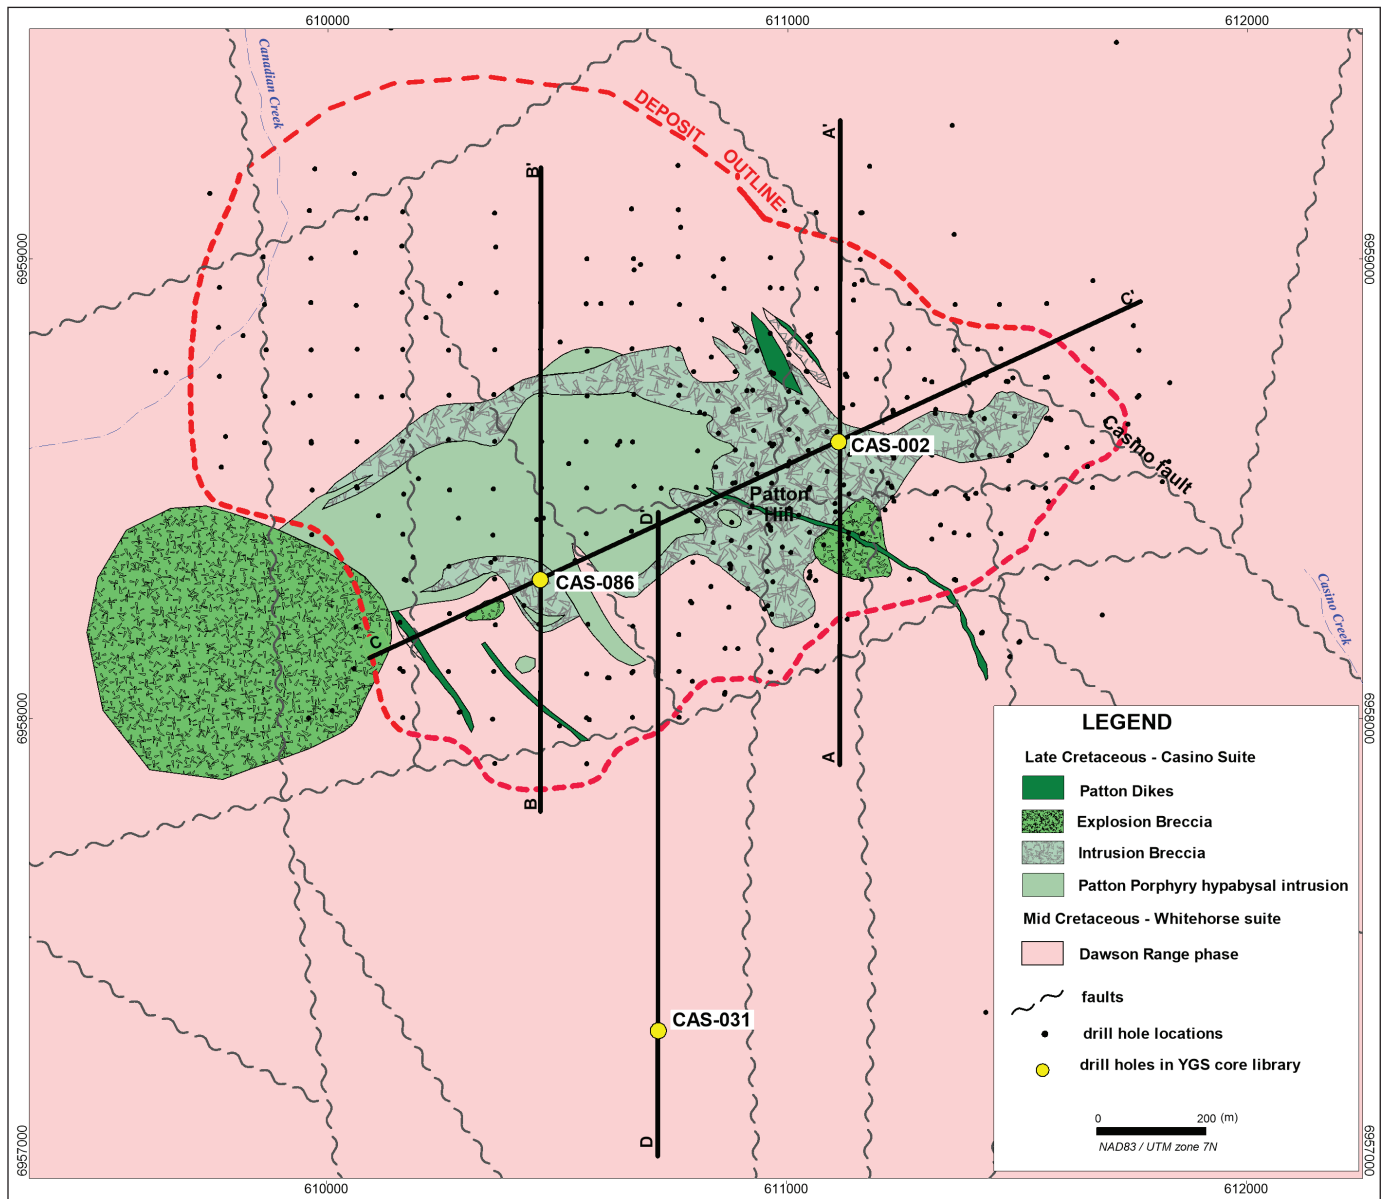 610000
611000
612000
Canadian Creek
DEPOSIT
OUTLINE
A'
B'
6959000
6959000
C'
Casino fault
CAS-002
Patton
Hill
D'
CAS-086
C
Casino Creek
6958000
6958000
A
B
CAS-031
D
LEGEND
Late Cretaceous - Casino Suite
Patton Dikes
Explosion Breccia
Intrusion Breccia
Patton Porphyry hypabysal intrusion
Mid Cretaceous - Whitehorse suite
Dawson Range phase
faults
drill hole locations
drill holes in YGS core library
0 200 (m)
NAD83 / UTM zone 7N
6957000
6957000
610000
611000
612000